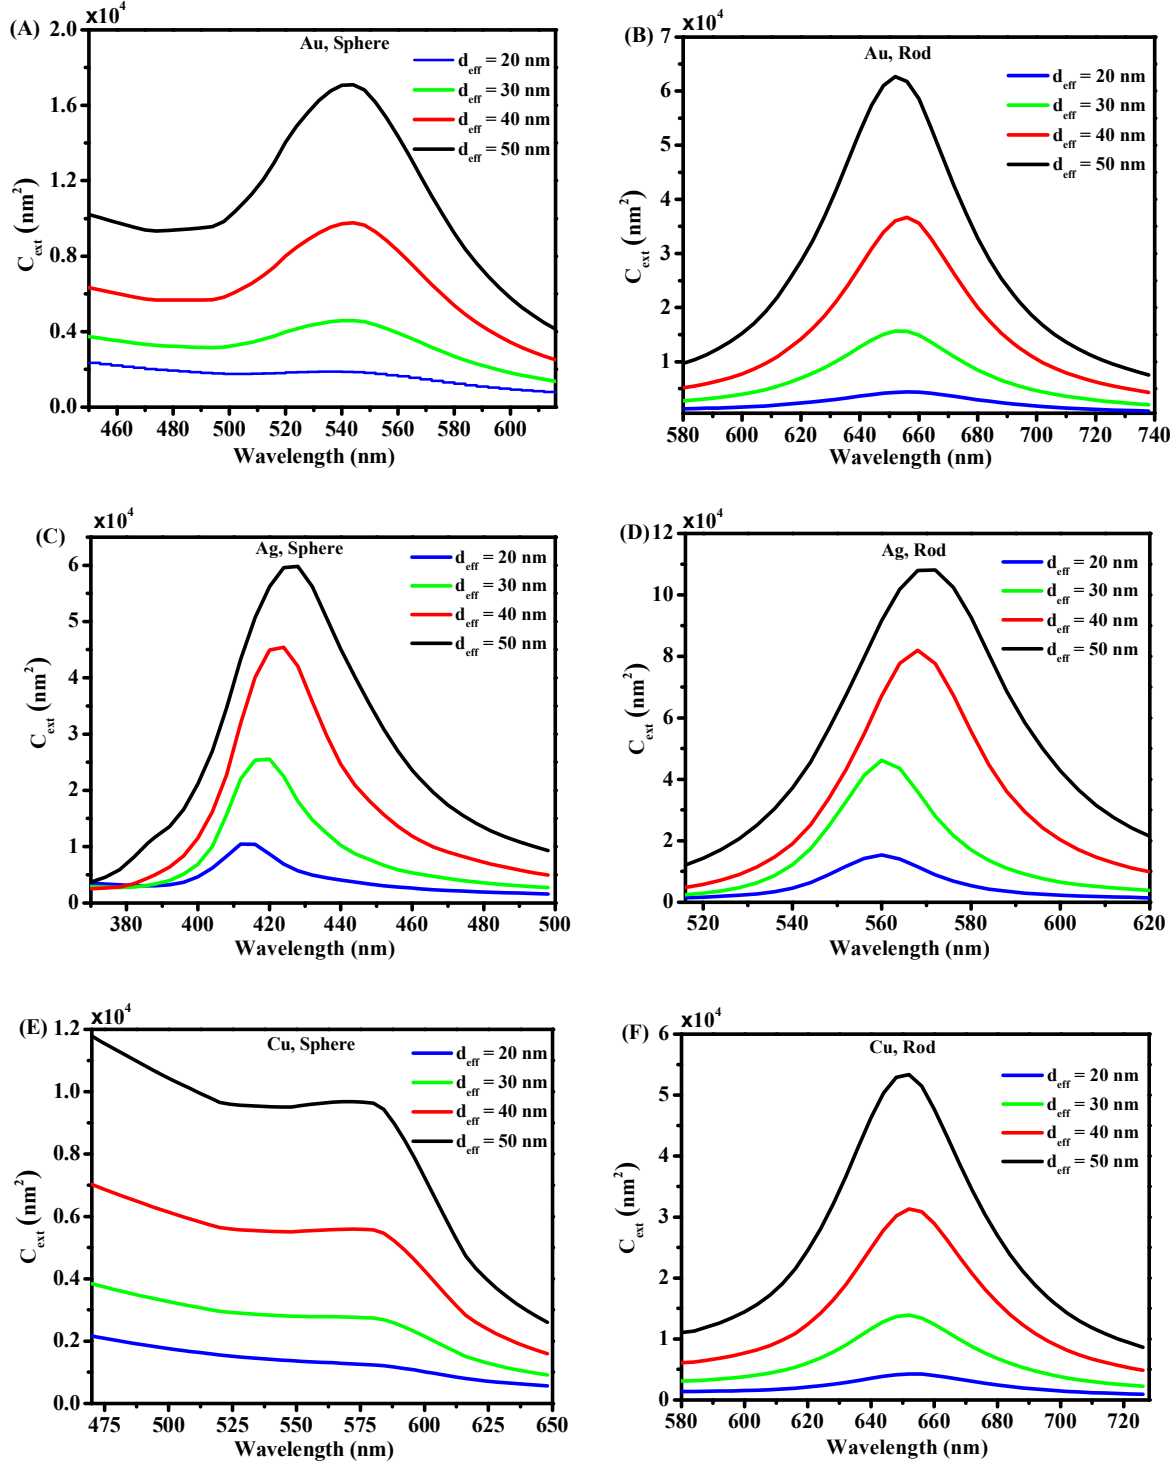 (A)
x10⁴
Au, Sphere
d_eff = 20 nm
d_eff = 30 nm
d_eff = 40 nm
d_eff = 50 nm
2.0
1.6
1.2
0.8
0.4
0.0
C_ext (nm²)
460 480 500 520 540 560 580 600
Wavelength (nm)
(B)
x10⁴
Au, Rod
d_eff = 20 nm
d_eff = 30 nm
d_eff = 40 nm
d_eff = 50 nm
7
6
5
4
3
2
1
C_ext (nm²)
580 600 620 640 660 680 700 720 740
Wavelength (nm)
(C)
x10⁴
Ag, Sphere
d_eff = 20 nm
d_eff = 30 nm
d_eff = 40 nm
d_eff = 50 nm
6
5
4
3
2
1
0
C_ext (nm²)
380 400 420 440 460 480 500
Wavelength (nm)
(D)
x10⁴
Ag, Rod
d_eff = 20 nm
d_eff = 30 nm
d_eff = 40 nm
d_eff = 50 nm
12
10
8
6
4
2
0
C_ext (nm²)
520 540 560 580 600 620
Wavelength (nm)
(E)
x10⁴
Cu, Sphere
d_eff = 20 nm
d_eff = 30 nm
d_eff = 40 nm
d_eff = 50 nm
1.2
1.0
0.8
0.6
0.4
0.2
0.0
C_ext (nm²)
475 500 525 550 575 600 625 650
Wavelength (nm)
(F)
x10⁴
Cu, Rod
d_eff = 20 nm
d_eff = 30 nm
d_eff = 40 nm
d_eff = 50 nm
6
5
4
3
2
1
0
C_ext (nm²)
580 600 620 640 660 680 700 720
Wavelength (nm)